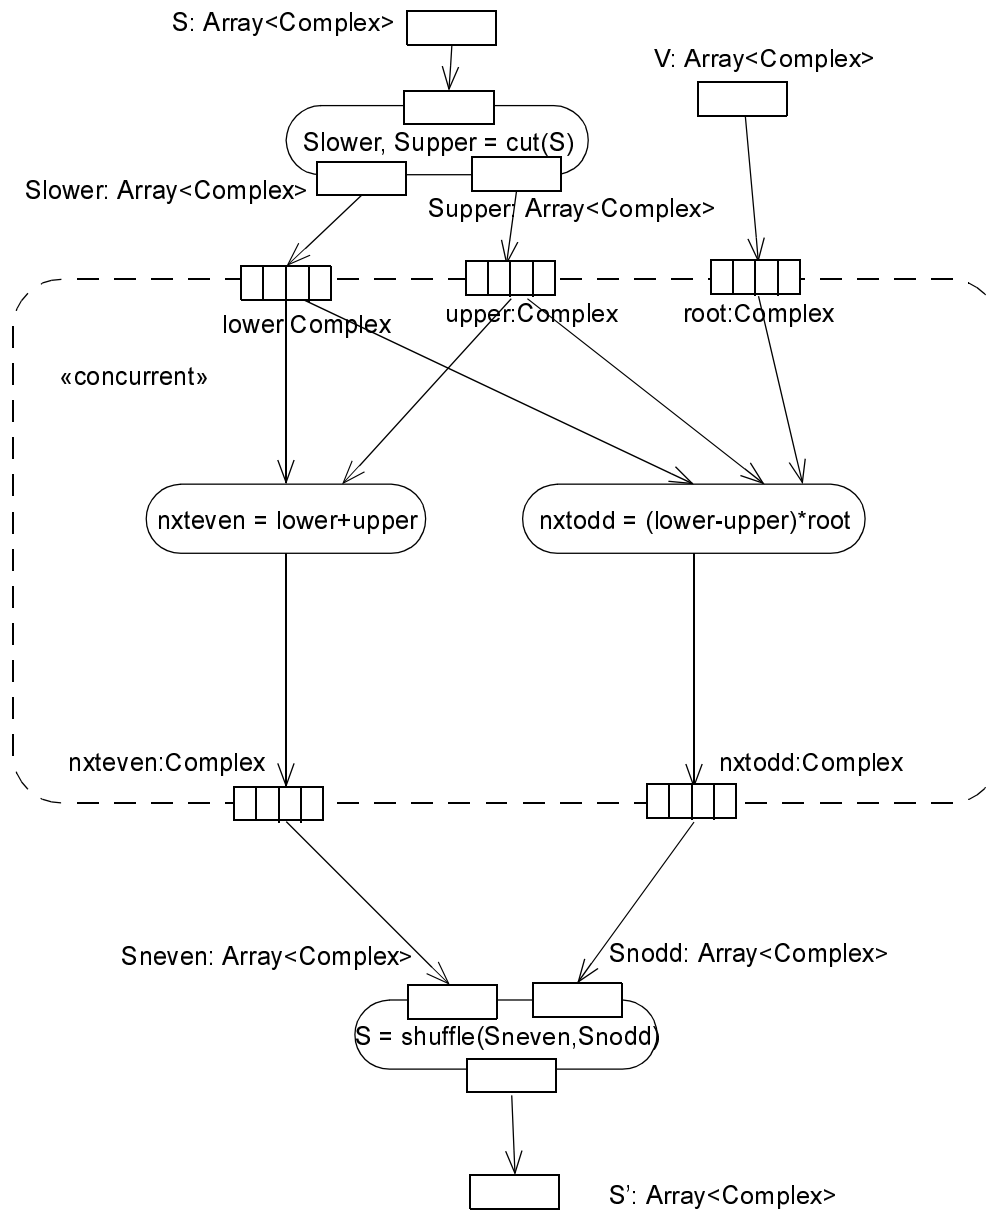 S: Array<Complex>
V: Array<Complex>
Slower, Supper = cut(S)
Slower: Array<Complex>
Supper: Array<Complex>
lower:Complex
upper:Complex
root:Complex
«concurrent»
nxteven = lower+upper
nxtodd = (lower-upper)*root
nxteven:Complex
nxtodd:Complex
Sneven: Array<Complex>
Snodd: Array<Complex>
S = shuffle(Sneven,Snodd)
S’: Array<Complex>